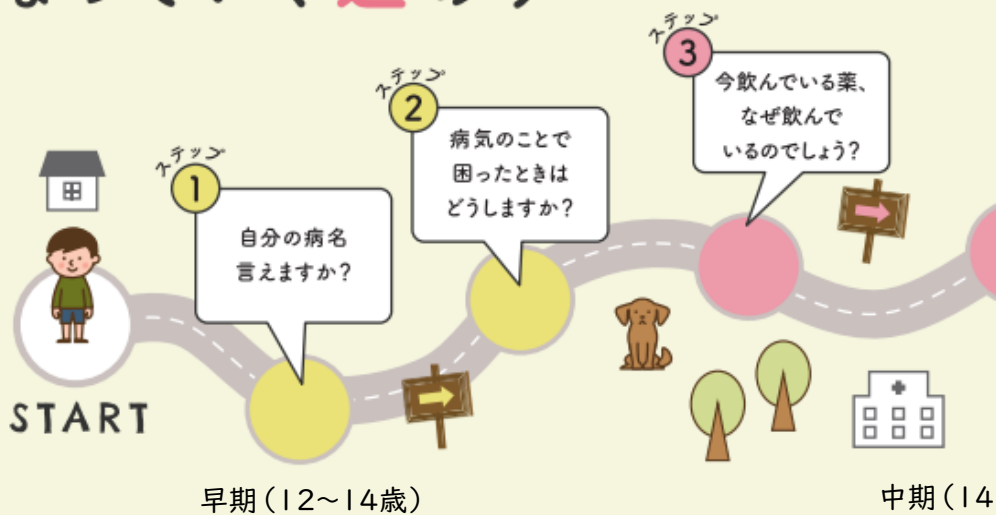 ステップ
1
自分の病名
言えますか？
ステップ
2
病気のことで
困ったときは
どうしますか？
ステップ
3
今飲んでいる薬、
なぜ飲んで
いるのでしょう？
START
早期（12〜14歳）
中期（14